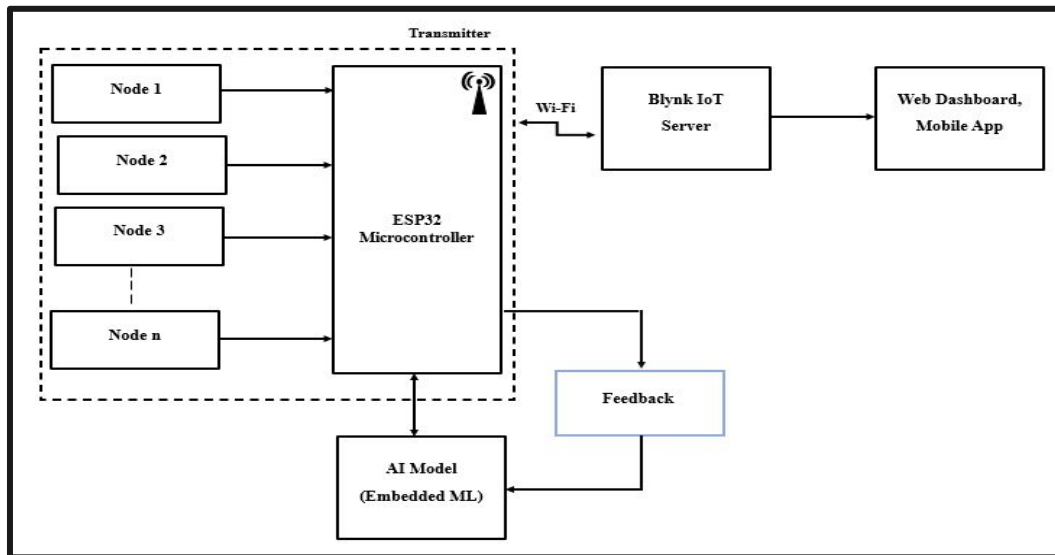 Transmitter
Node 1
Node 2
Node 3
Node n
ESP32
Microcontroller
Wi-Fi
Blynk IoT
Server
Web Dashboard,
Mobile App
Feedback
AI Model
(Embedded ML)